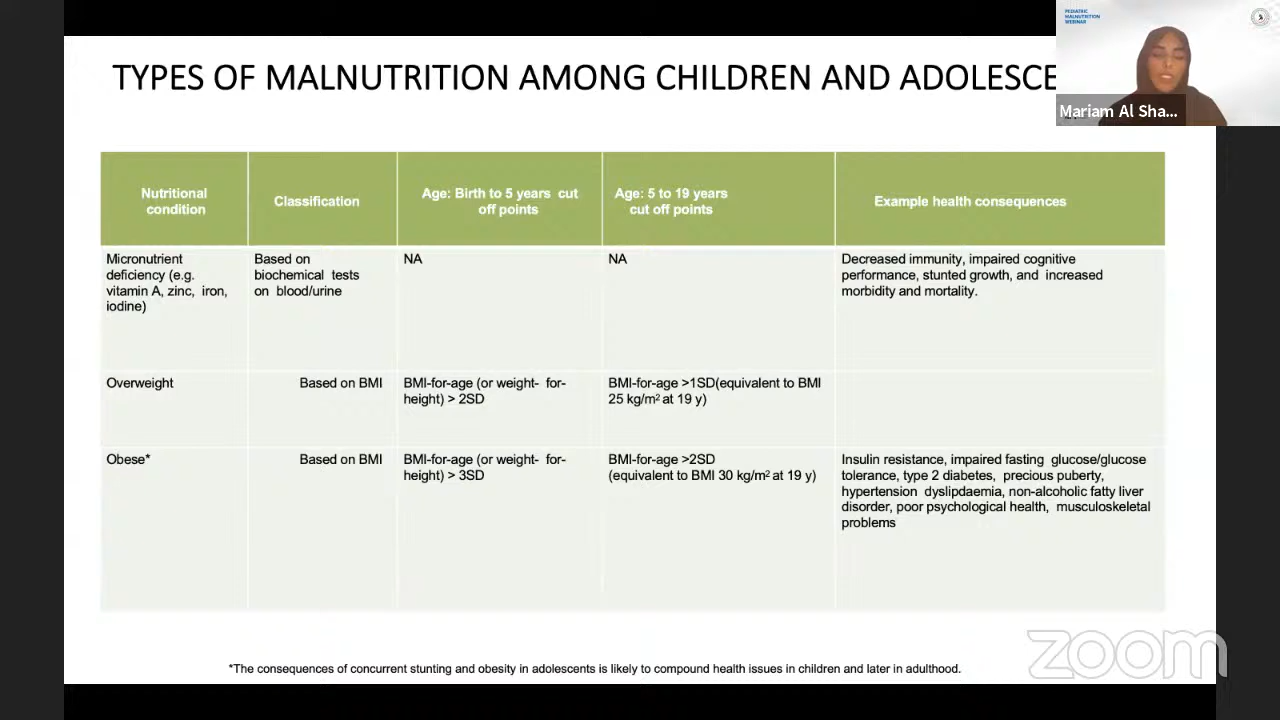 PEDIATRIC
MALNUTRITION
WEBINAR
TYPES OF MALNUTRITION AMONG CHILDREN AND ADOLESCE
Mariam Al Sha...
Nutritional
condition
Classification
Age: Birth to 5 years cut
off points
Age: 5 to 19 years
cut off points
Example health consequences
Micronutrient
deficiency (e.g.
vitamin A, zinc, iron,
iodine)
Based on
biochemical tests
on blood/urine
NA
NA
Decreased immunity, impaired cognitive
performance, stunted growth, and increased
morbidity and mortality.
Overweight
Based on BMI
BMI-for-age (or weight- for-
height) > 2SD
BMI-for-age >1SD(equivalent to BMI
25 kg/m² at 19 y)
Obese*
Based on BMI
BMI-for-age (or weight- for-
height) > 3SD
BMI-for-age >2SD
(equivalent to BMI 30 kg/m² at 19 y)
Insulin resistance, impaired fasting glucose/glucose
tolerance, type 2 diabetes, precious puberty,
hypertension dyslipdaemia, non-alcoholic fatty liver
disorder, poor psychological health, musculoskeletal
problems
*The consequences of concurrent stunting and obesity in adolescents is likely to compound health issues in children and later in adulthood.
zoom